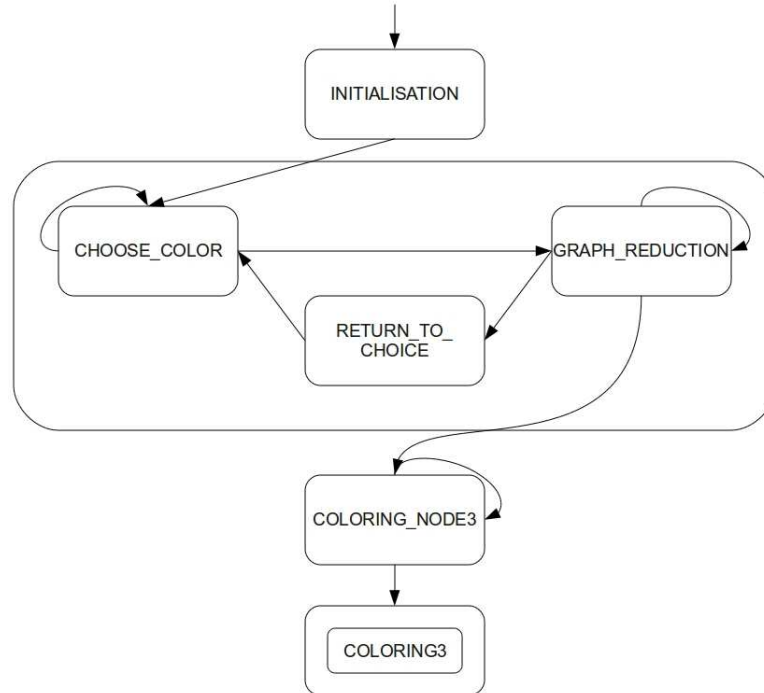 INITIALISATION
CHOOSE_COLOR
GRAPH_REDUCTION
RETURN_TO_
CHOICE
COLORING_NODE3
COLORING3